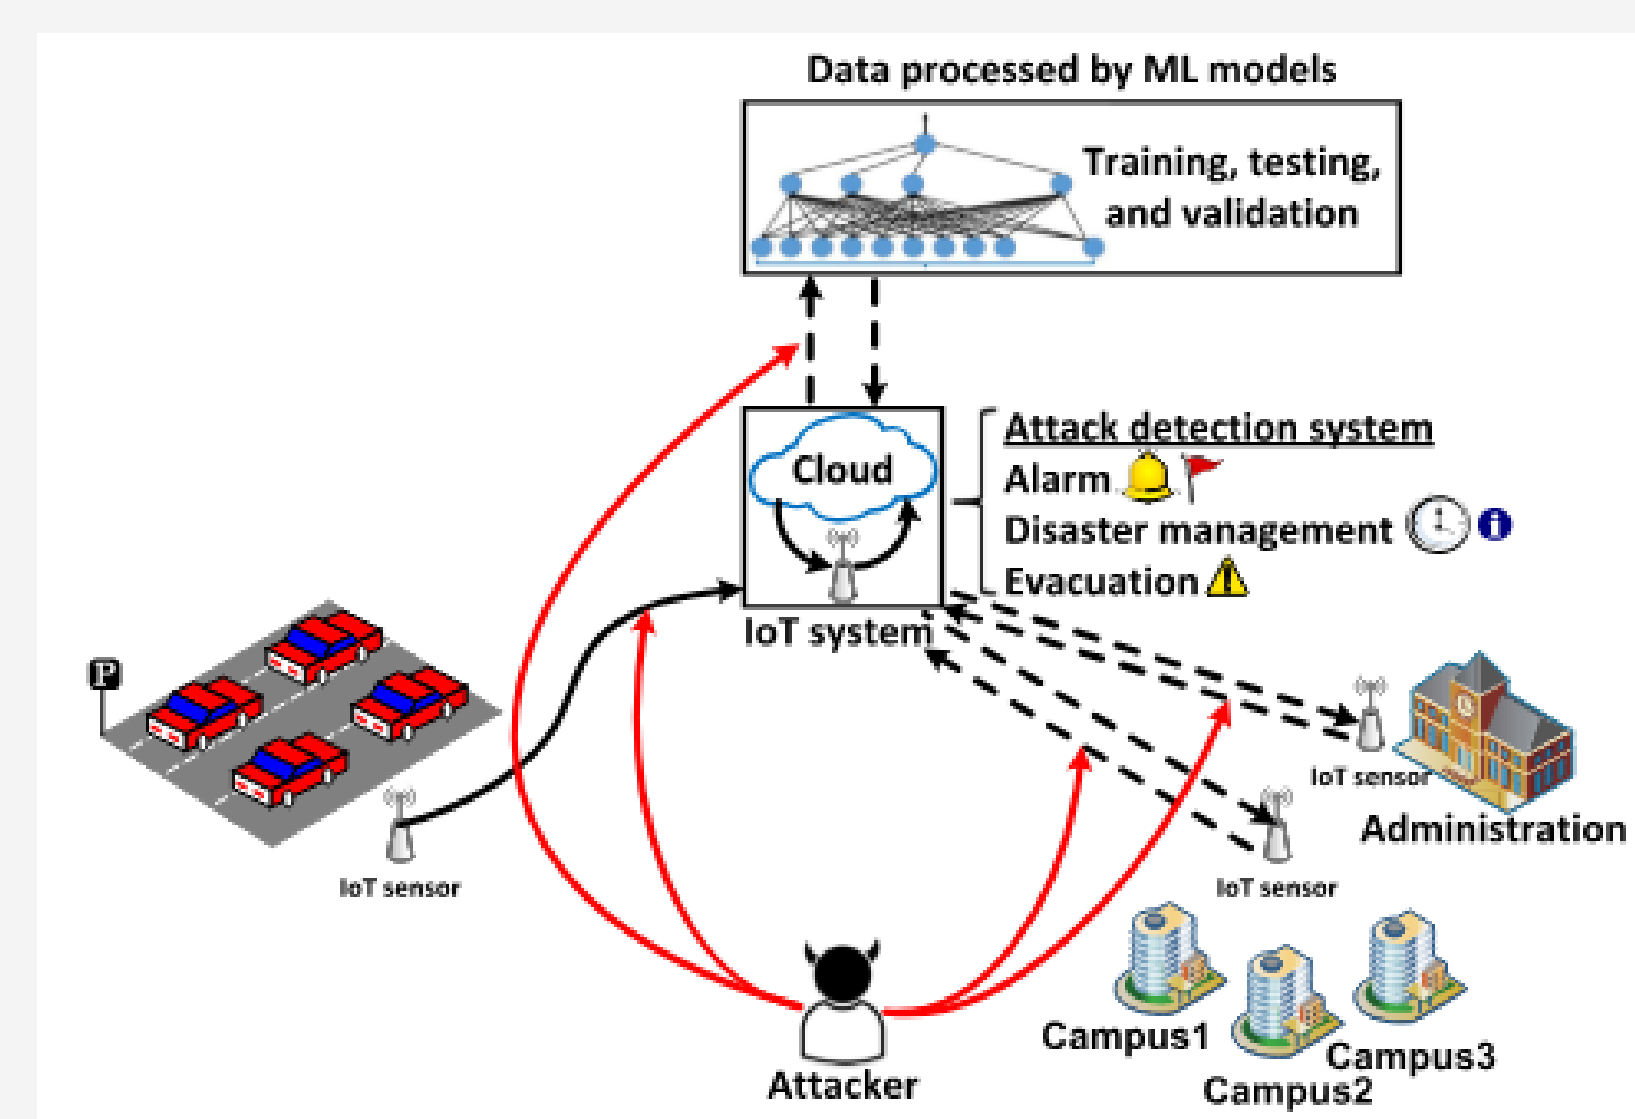 Data processed by ML models
Training, testing,
and validation
Cloud
IoT system
Attack detection system
Alarm
Disaster management
Evacuation
P
IoT sensor
IoT sensor
Administration
IoT sensor
Campus1
Campus2
Campus3
Attacker